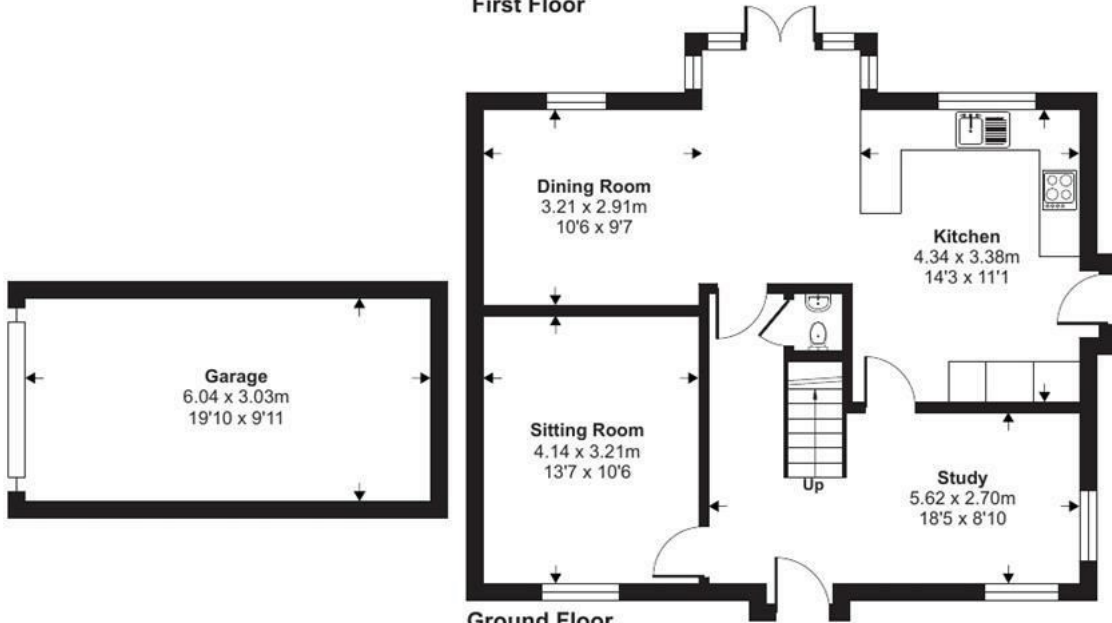 First Floor
Dining Room
3.21 x 2.91m
10'6 x 9'7
Kitchen
4.34 x 3.38m
14'3 x 11'1
Garage
6.04 x 3.03m
19'10 x 9'11
Sitting Room
4.14 x 3.21m
13'7 x 10'6
Up
Study
5.62 x 2.70m
18'5 x 8'10
Ground Floor